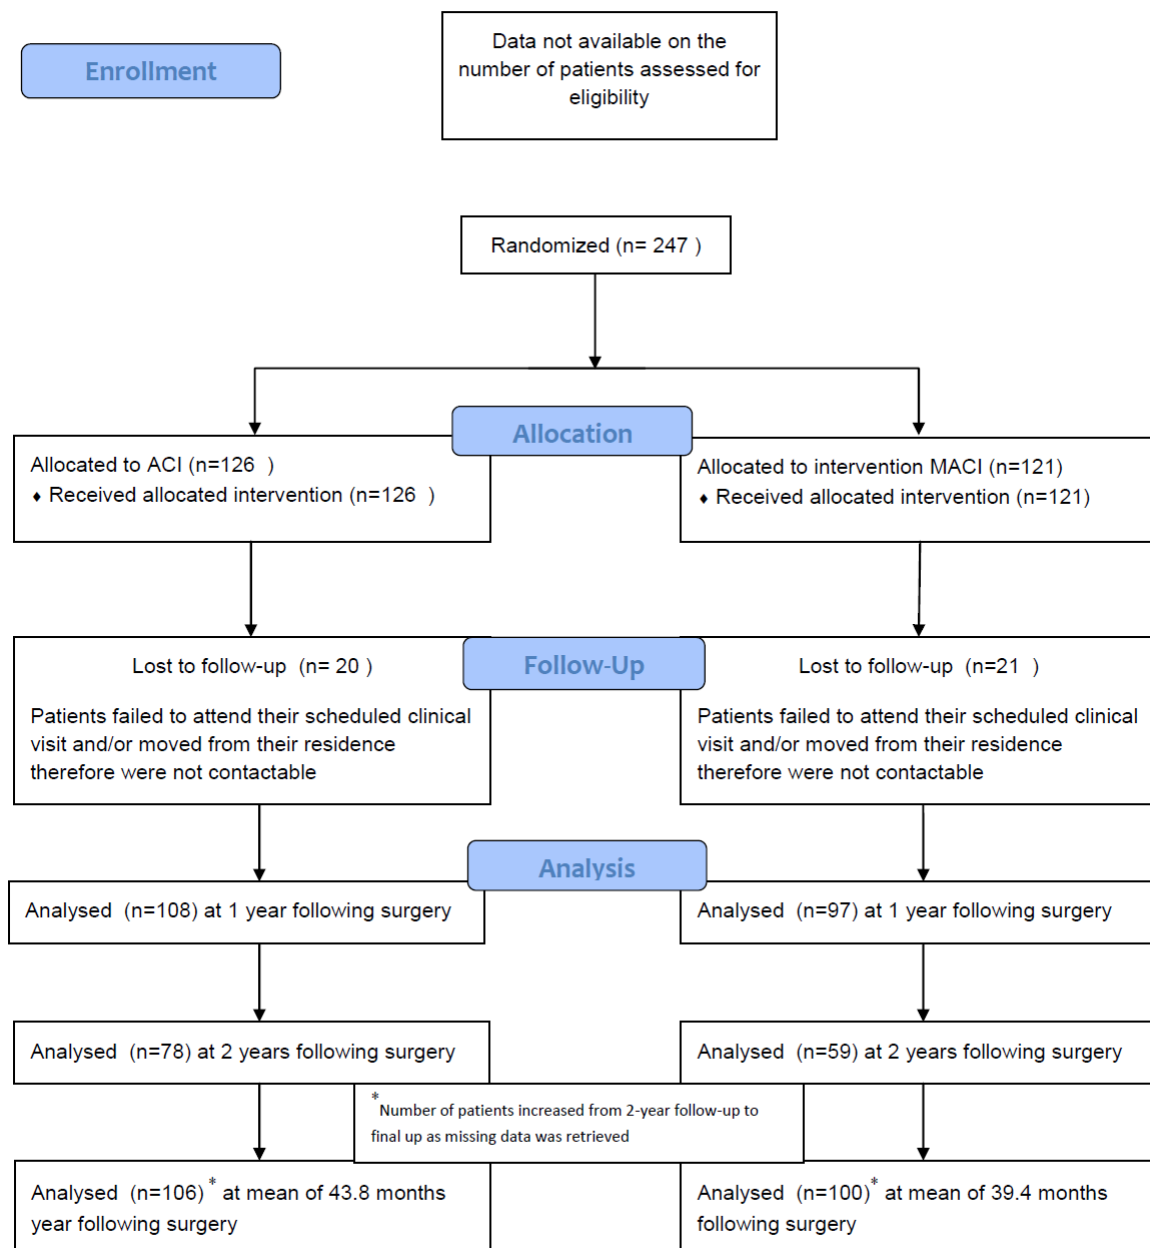 Enrollment
Data not available on the
number of patients assessed for
eligibility
Randomized (n= 247 )
Allocation
Allocated to ACI (n=126 )
♦ Received allocated intervention (n=126 )
Allocated to intervention MACI (n=121)
♦ Received allocated intervention (n=121)
Follow-Up
Lost to follow-up (n= 20 )
Patients failed to attend their scheduled clinical
visit and/or moved from their residence
therefore were not contactable
Lost to follow-up (n=21 )
Patients failed to attend their scheduled clinical
visit and/or moved from their residence
therefore were not contactable
Analysis
Analysed (n=108) at 1 year following surgery
Analysed (n=97) at 1 year following surgery
Analysed (n=78) at 2 years following surgery
Analysed (n=59) at 2 years following surgery
*Number of patients increased from 2-year follow-up to
final up as missing data was retrieved
Analysed (n=106)* at mean of 43.8 months
year following surgery
Analysed (n=100)* at mean of 39.4 months
following surgery